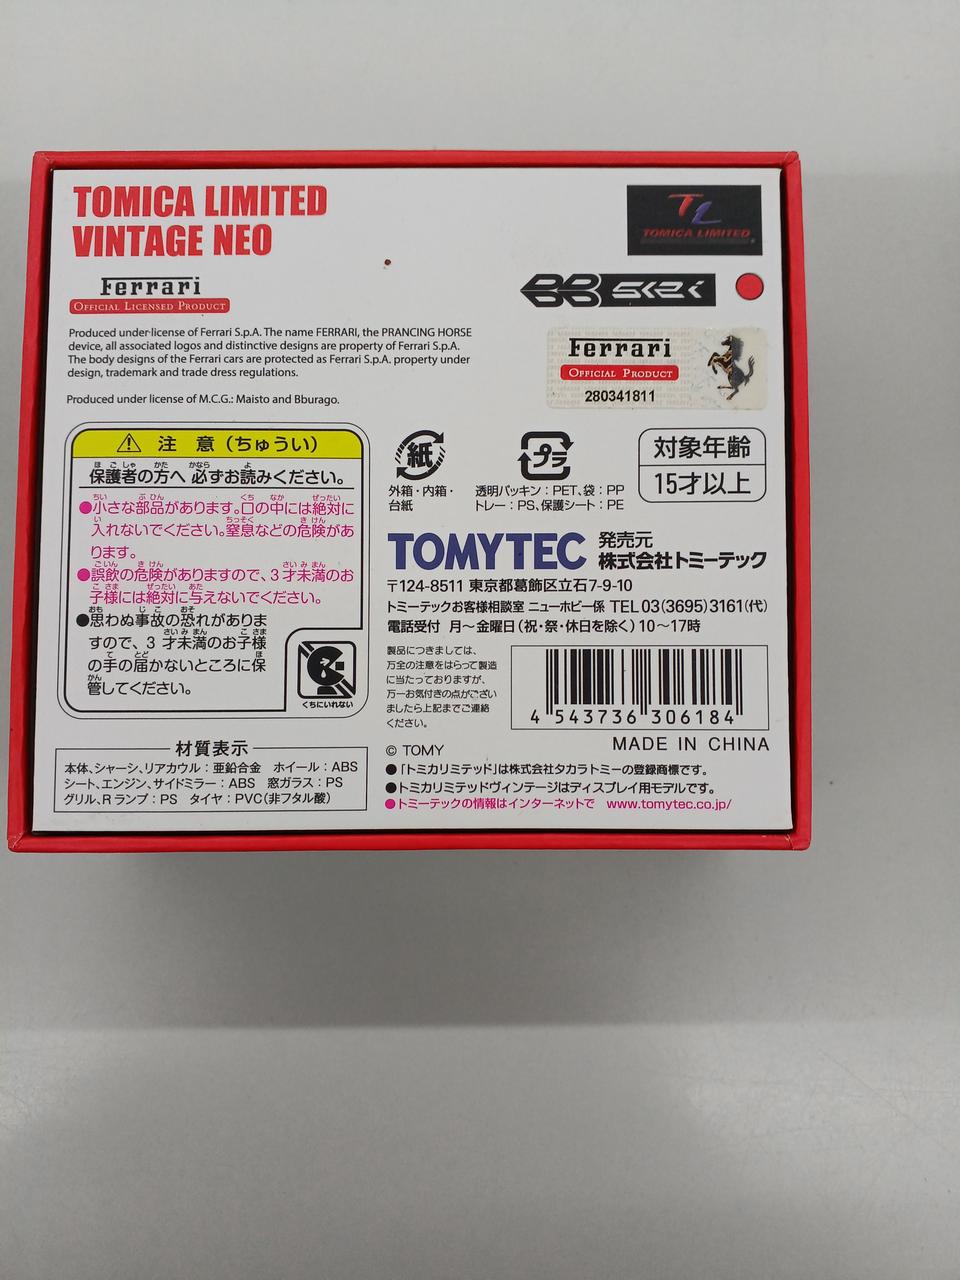 TOMICA LIMITED
VINTAGE NEO
TL
TOMICA LIMITED
Ferrari
OFFICIAL LICENSED PRODUCT
BB 512i
Produced under license of Ferrari S.p.A. The name FERRARI, the PRANCING HORSE
device, all associated logos and distinctive designs are property of Ferrari S.p.A.
The body designs of the Ferrari cars are protected as Ferrari S.p.A. property under
design, trademark and trade dress regulations.
Produced under license of M.C.G.: Maisto and Bburago.
Ferrari
OFFICIAL PRODUCT
280341811
注 意(ちゅうい)
保護者の方へ 必ずお読みください。
●小さな部品があります。口の中には絶対に
入れないでください。窒息などの危険があ
ります。
●誤飲の危険がありますので、3才未満のお
子様には絶対に与えないでください。
●思わぬ事故の恐れがありま
すので、3 才未満のお子様
の手の届かないところに保
管してください。
くちにいれない
材質表示
本体、シャーシ、リアカウル:亜鉛合金 ホイール:ABS
シート、エンジン、サイドミラー:ABS 窓ガラス:PS
グリル、Rランプ:PS タイヤ:PVC(非フタル酸)
紙
外箱・内箱・
台紙
プラ
透明パッキン:PET、袋:PP
トレー:PS、保護シート:PE
対象年齢
15才以上
TOMYTEC 発売元
株式会社トミーテック
〒124-8511 東京都葛飾区立石7-9-10
トミーテックお客様相談室 ニューホビー係 TEL 03(3695)3161(代)
電話受付 月～金曜日(祝・祭・休日を除く)10～17時
製品につきましては、
万全の注意をはらって製造
に当たっておりますが、
万一お気付きの点がござい
ましたら上記までご連絡
ください。
4 543736 306184
MADE IN CHINA
© TOMY
●「トミカリミテッド」は株式会社タカラトミーの登録商標です。
●トミカリミテッドヴィンテージはディスプレイ用モデルです。
●トミーテックの情報はインターネットで www.tomytec.co.jp/